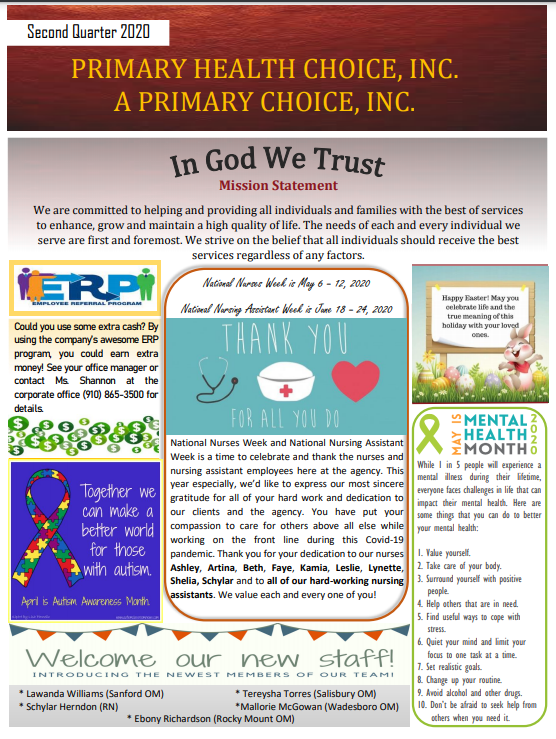 Second Quarter 2020
PRIMARY HEALTH CHOICE, INC.
A PRIMARY CHOICE, INC.
In God We Trust
Mission Statement
We are committed to helping and providing all individuals and families with the best of services
to enhance, grow and maintain a high quality of life. The needs of each and every individual we
serve are first and foremost. We strive on the belief that all individuals should receive the best
services regardless of any factors.
ERP
EMPLOYEE REFERRAL PROGRAM
Could you use some extra cash? By
using the company's awesome ERP
program, you could earn extra
money! See your office manager or
contact Ms. Shannon at the
corporate office (910) 865-3500 for
details.
Together we
can make a
better world
for those
with autism.
April is Autism Awareness Month.
National Nurses Week is May 6 – 12, 2020
National Nursing Assistant Week is June 18 – 24, 2020
THANK YOU
FOR ALL YOU DO
National Nurses Week and National Nursing Assistant
Week is a time to celebrate and thank the nurses and
nursing assistant employees here at the agency. This
year especially, we'd like to express our most sincere
gratitude for all of your hard work and dedication to
our clients and the agency. You have put your
compassion to care for others above all else while
working on the front line during this Covid-19
pandemic. Thank you for your dedication to our nurses
Ashley, Artina, Beth, Faye, Kamia, Leslie, Lynette,
Shelia, Schylar and to all of our hard-working nursing
assistants. We value each and every one of you!
Happy Easter! May you
celebrate life and the
true meaning of this
holiday with your loved
ones.
MAY IS
MENTAL
HEALTH
MONTH
2020
While 1 in 5 people will experience a
mental illness during their lifetime,
everyone faces challenges in life that can
impact their mental health. Here are
some things that you can do to better
your mental health:
1. Value yourself.
2. Take care of your body.
3. Surround yourself with positive
people.
4. Help others that are in need.
5. Find useful ways to cope with
stress.
6. Quiet your mind and limit your
focus to one task at a time.
7. Set realistic goals.
8. Change up your routine.
9. Avoid alcohol and other drugs.
10. Don't be afraid to seek help from
others when you need it.
Welcome our new staff!
INTRODUCING THE NEWEST MEMBERS OF OUR TEAM!
* Lawanda Williams (Sanford OM)
* Tereysha Torres (Salisbury OM)
* Schylar Herndon (RN)
*Mallorie McGowan (Wadesboro OM)
* Ebony Richardson (Rocky Mount OM)